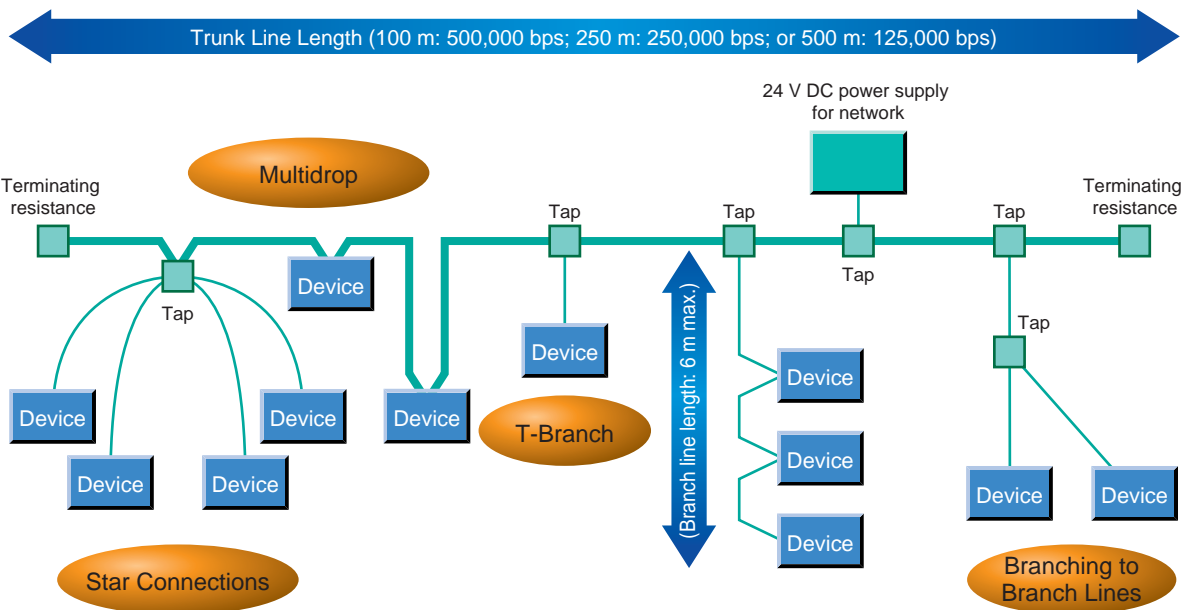 Trunk Line Length (100 m: 500,000 bps; 250 m: 250,000 bps; or 500 m: 125,000 bps)
24 V DC power supply
for network
Multidrop
Terminating
resistance
Terminating
resistance
Tap
Tap
Tap
Tap
Device
Tap
Tap
Device
Device
Device
Device
Device
Device
Device
Device
T-Branch
(Branch line length: 6 m max.)
Device
Device
Device
Device
Device
Star Connections
Branching to
Branch Lines